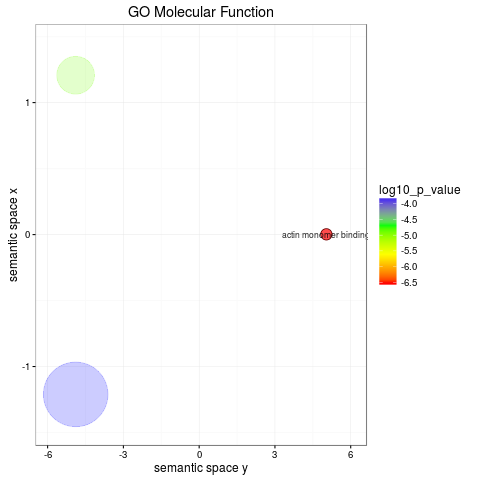 GO Molecular Function
semantic space x
1
0
-1
actin monomer binding
-6
-3
0
3
6
semantic space y
log10_p_value
-4.0
-4.5
-5.0
-5.5
-6.0
-6.5